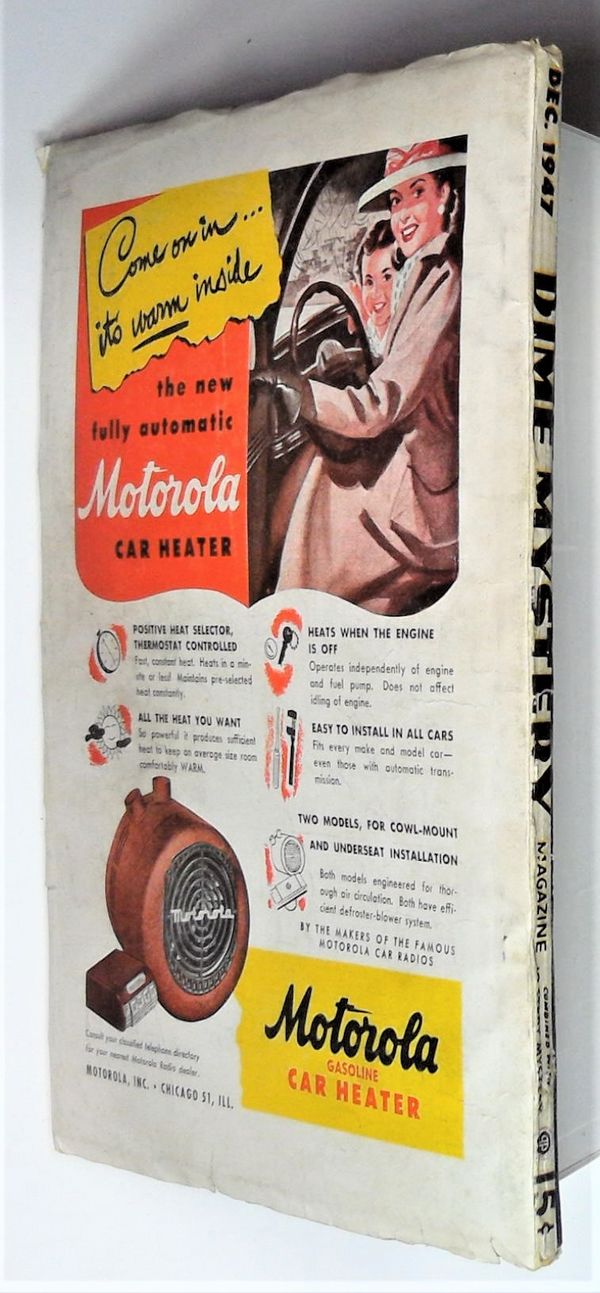 Come on in...
its warm inside
the new
fully automatic
Motorola
CAR HEATER
POSITIVE HEAT SELECTOR,
THERMOSTAT CONTROLLED
Fast, constant heat. Heats in a min-
ute or less! Maintains pre-selected
heat constantly.
ALL THE HEAT YOU WANT
So powerful it produces sufficient
heat to keep an average size room
comfortably WARM.
HEATS WHEN THE ENGINE
IS OFF
Operates independently of engine
and fuel pump. Does not affect
idling of engine.
EASY TO INSTALL IN ALL CARS
Fits every make and model car—
even those with automatic trans-
mission.
TWO MODELS, FOR COWL-MOUNT
AND UNDERSEAT INSTALLATION
Both models engineered for thor-
ough air circulation. Both have effi-
cient defroster-blower system.
BY THE MAKERS OF THE FAMOUS
MOTOROLA CAR RADIOS
Motorola
Consult your classified telephone directory
for your nearest Motorola Radio dealer.
MOTOROLA, INC. • CHICAGO 51, ILL.
Motorola
GASOLINE
CAR HEATER
DEC. 1947 DIME MYSTERY MAGAZINE
COMBINED WITH
15¢